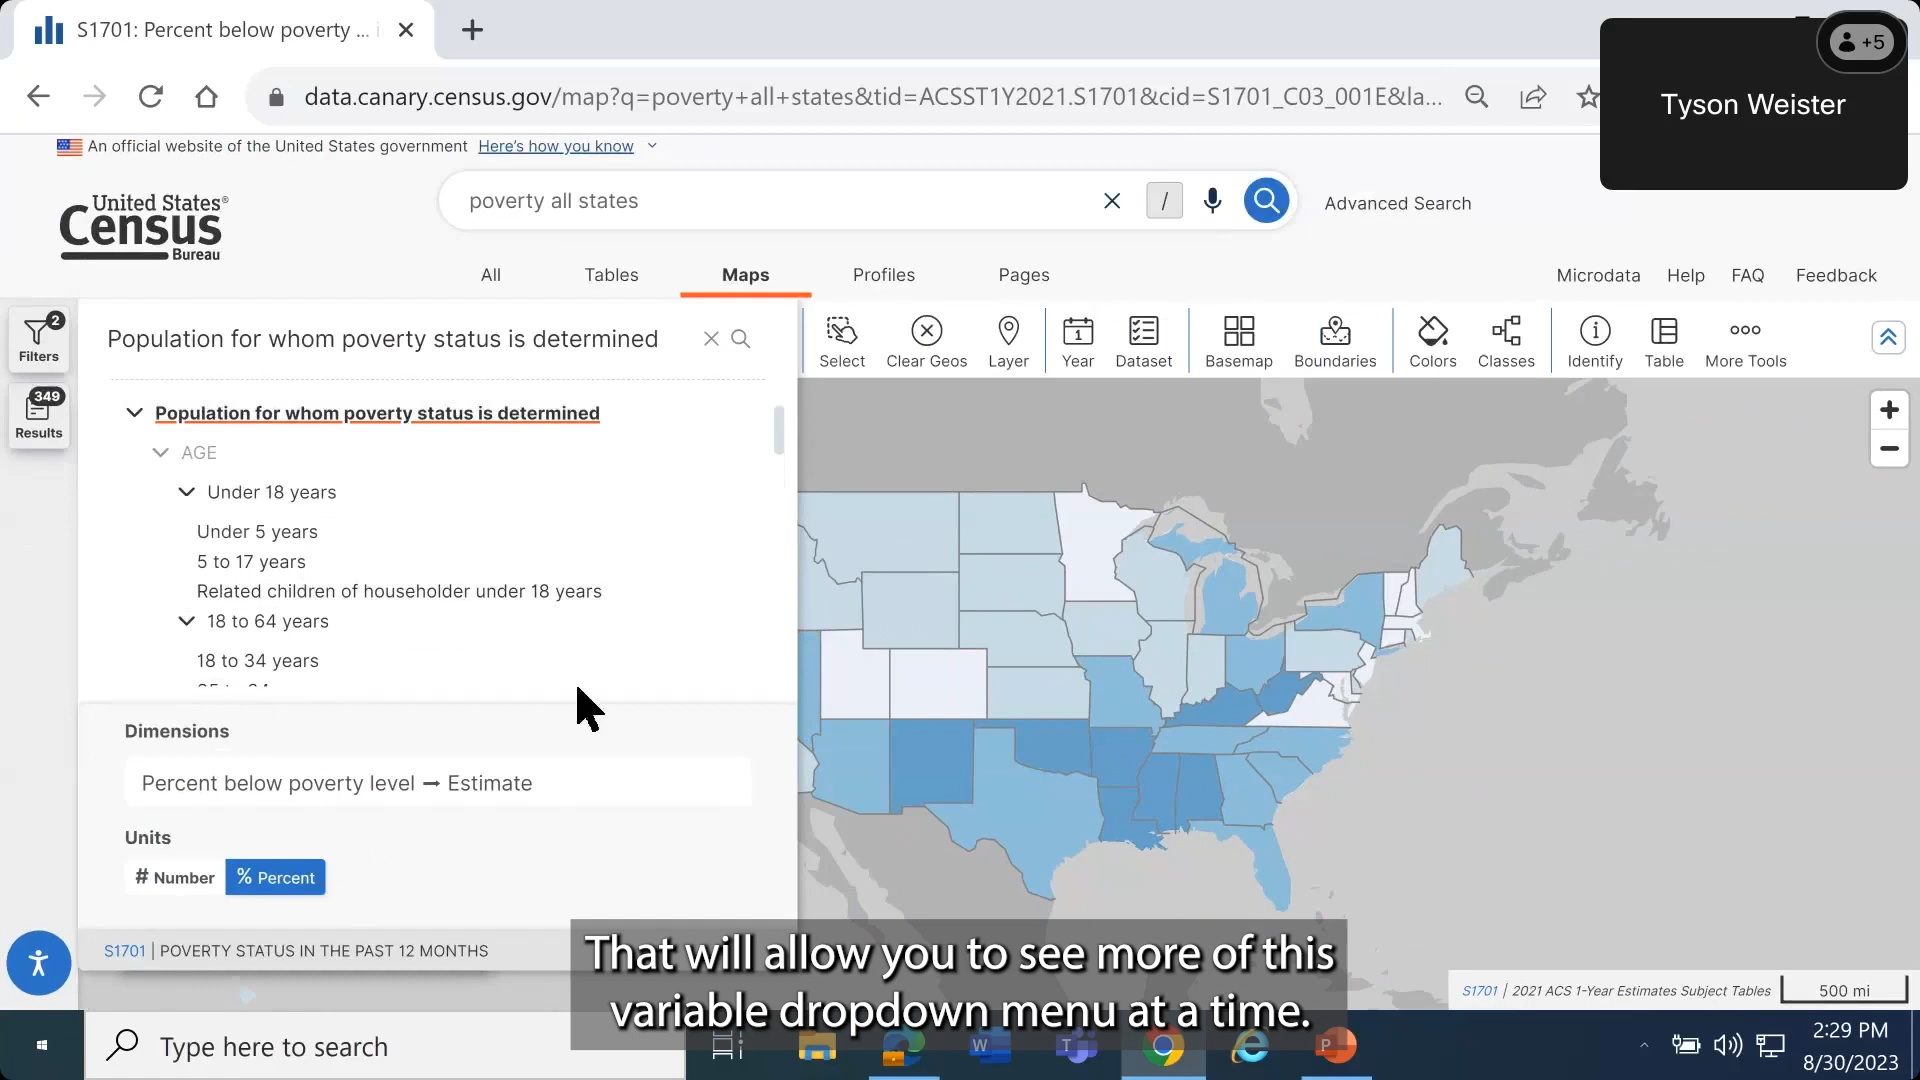 S1701: Percent below poverty ...
+5
Tyson Weister
data.canary.census.gov/map?q=poverty+all+states&tid=ACSST1Y2021.S1701&cid=S1701_C03_001E&la...
An official website of the United States government Here's how you know
United States®
Census
Bureau
poverty all states
/
Advanced Search
All
Tables
Maps
Profiles
Pages
Microdata
Help
FAQ
Feedback
2
Filters
349
Results
Population for whom poverty status is determined
Select
Clear Geos
Layer
1
Year
Dataset
Basemap
Boundaries
Colors
Classes
Identify
Table
More Tools
Population for whom poverty status is determined
AGE
Under 18 years
Under 5 years
5 to 17 years
Related children of householder under 18 years
18 to 64 years
18 to 34 years
Dimensions
Percent below poverty level → Estimate
Units
# Number
% Percent
S1701 | POVERTY STATUS IN THE PAST 12 MONTHS
That will allow you to see more of this
variable dropdown menu at a time.
S1701 | 2021 ACS 1-Year Estimates Subject Tables
500 mi
Type here to search
W
T
P
2:29 PM
8/30/2023